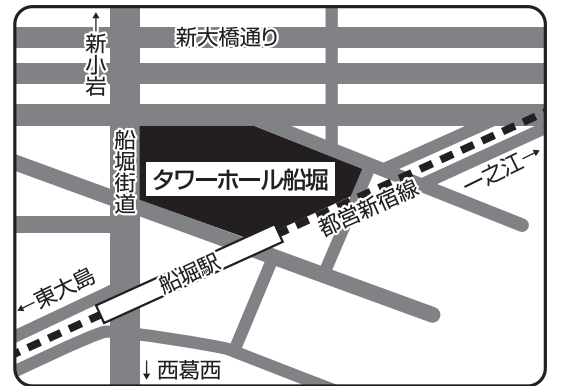 ↑新小岩
新大橋通り
船堀街道
タワーホール船堀
一之江→
都営新宿線
船堀駅
←東大島
↓西葛西